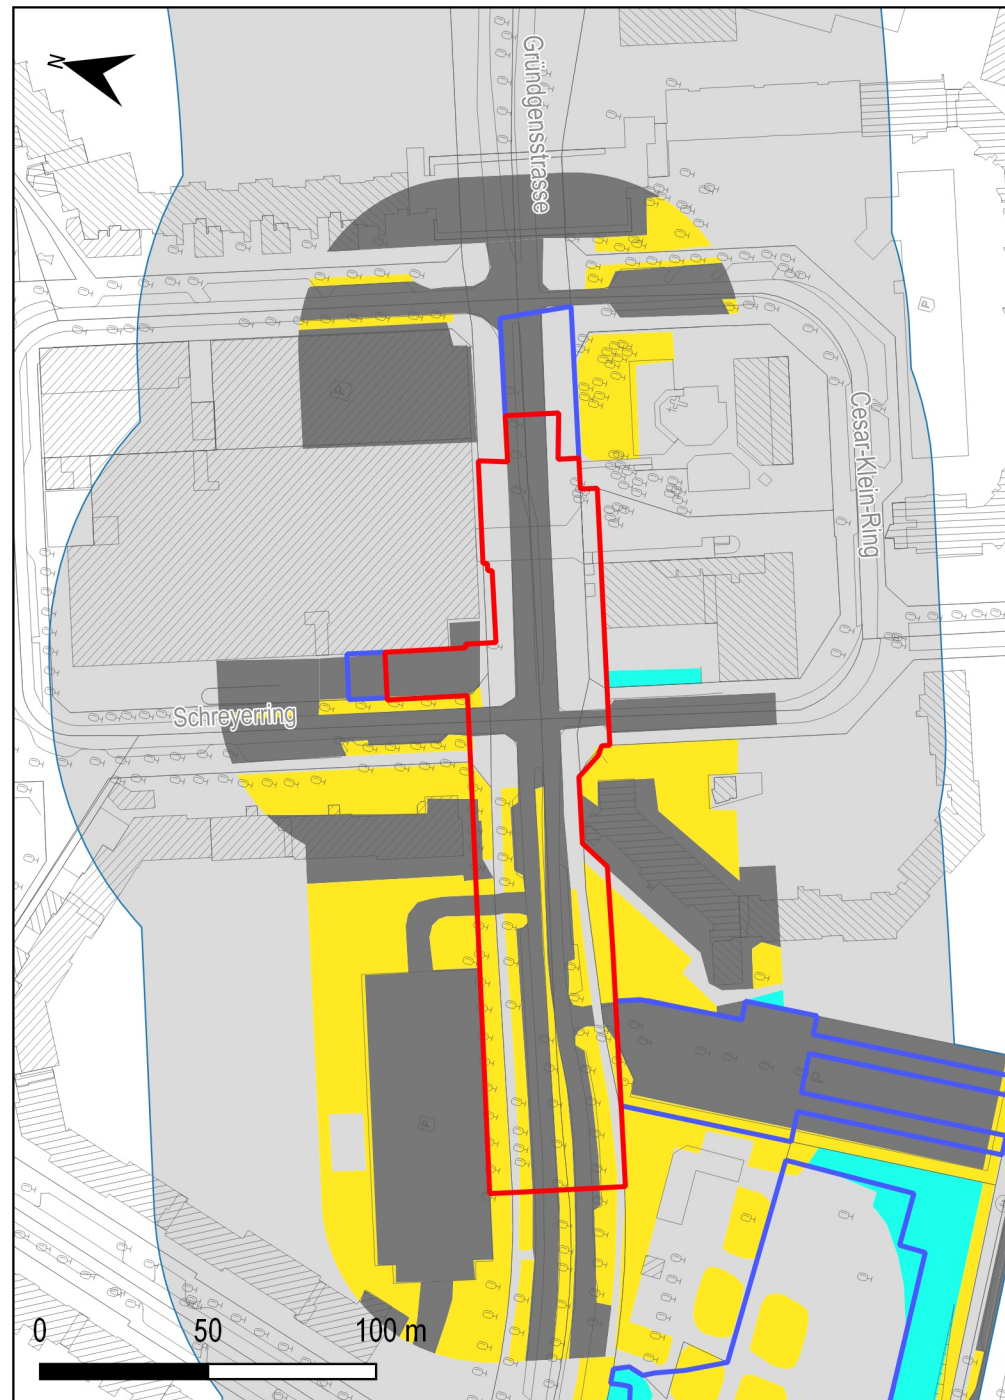 N
Gründgensstrasse
P
P
Cesar-Klein-Ring
Schreyerring
P
P
0 50 100 m